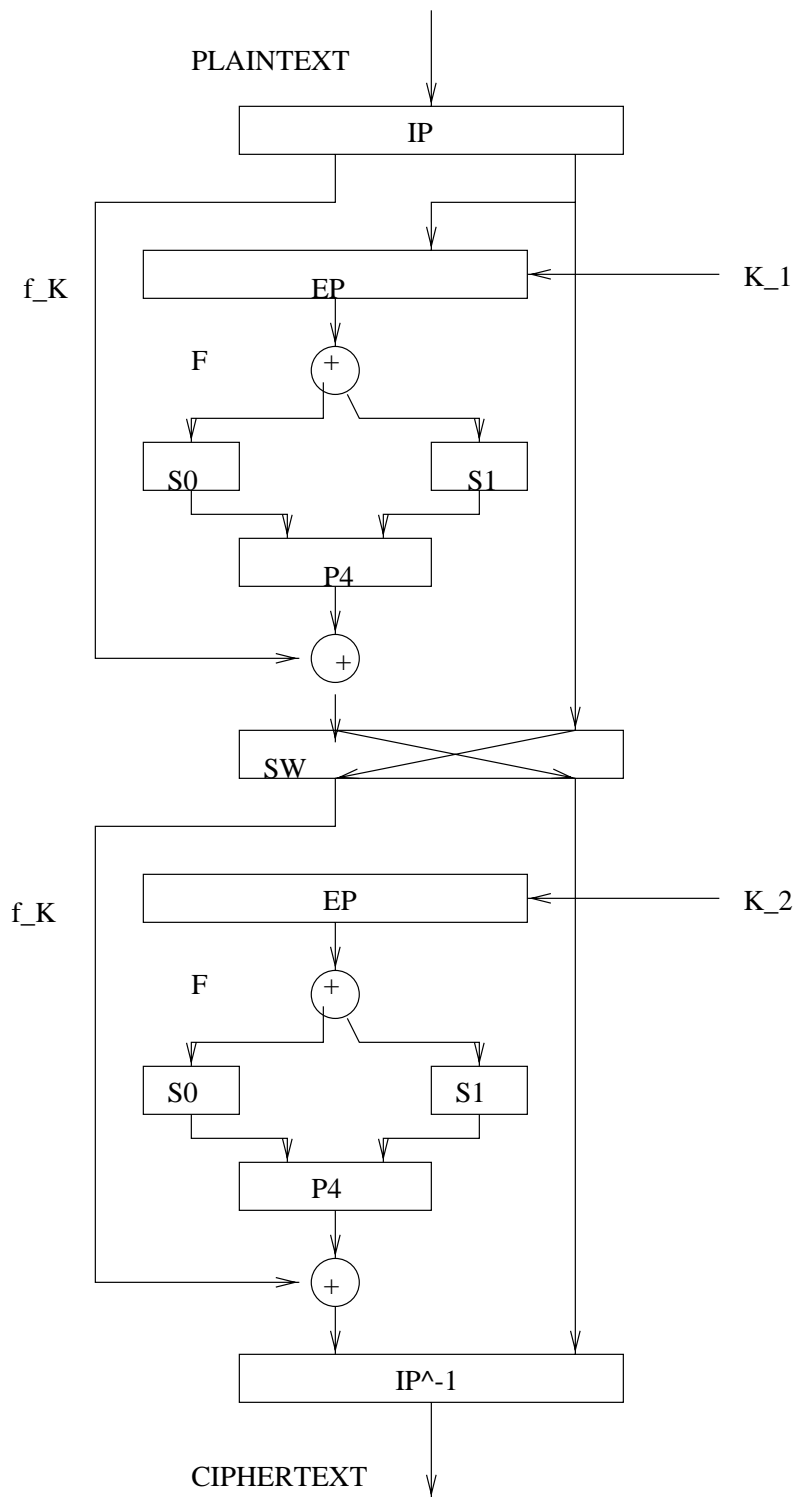 PLAINTEXT
IP
f_K
EP
K_1
F
+
S0
S1
P4
+
SW
f_K
EP
K_2
F
+
S0
S1
P4
+
IP^-1
CIPHERTEXT